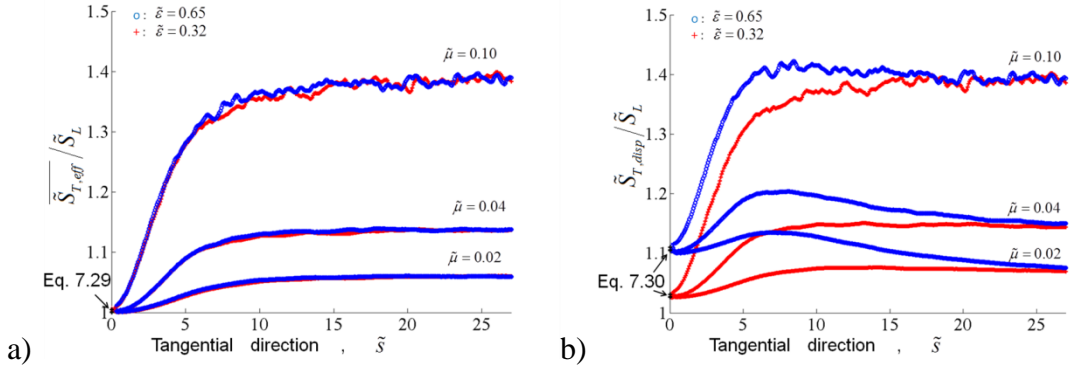 1.5
o : ε̃ = 0.65
+ : ε̃ = 0.32
μ̃ = 0.10
1.4
1.3
S̃_{T,eff} / S̃_L
1.2
μ̃ = 0.04
1.1
μ̃ = 0.02
Eq. 7.29
1
0 5 10 15 20 25
a) Tangential direction , s̃
1.5
o : ε̃ = 0.65
+ : ε̃ = 0.32
μ̃ = 0.10
1.4
1.3
S̃_{T,disp} / S̃_L
1.2
μ̃ = 0.04
1.1
μ̃ = 0.02
Eq. 7.30
1
0 5 10 15 20 25
b) Tangential direction , s̃